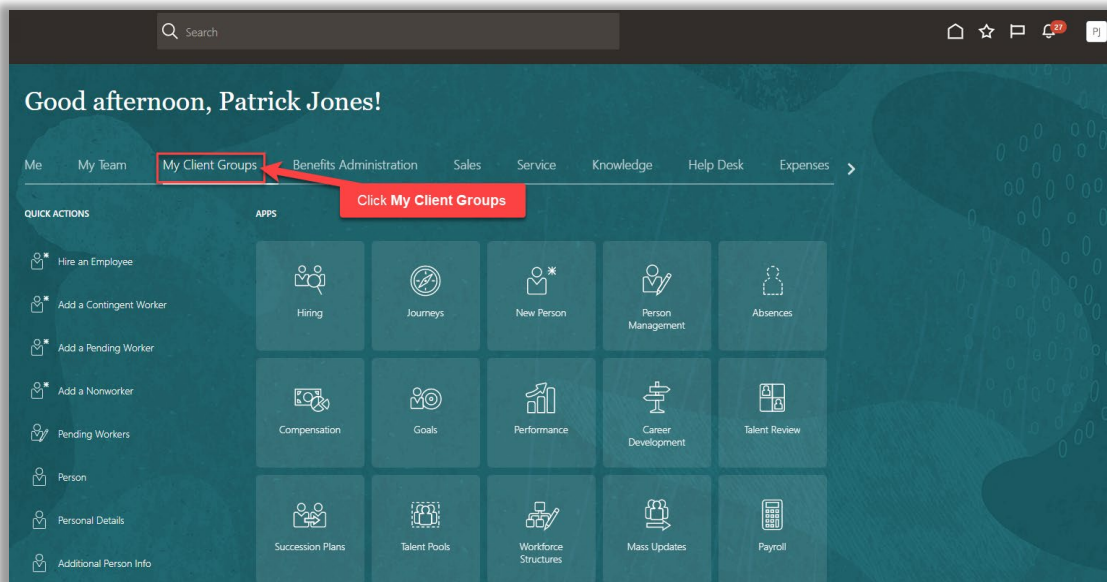 Search
27
PJ
Good afternoon, Patrick Jones!
Me My Team My Client Groups Benefits Administration Sales Service Knowledge Help Desk Expenses
Click My Client Groups
QUICK ACTIONS
Hire an Employee
Add a Contingent Worker
Add a Pending Worker
Add a Nonworker
Pending Workers
Person
Personal Details
Additional Person Info
APPS
Hiring
Journeys
New Person
Person
Management
Absences
Compensation
Goals
Performance
Career
Development
Talent Review
Succession Plans
Talent Pools
Workforce
Structures
Mass Updates
Payroll